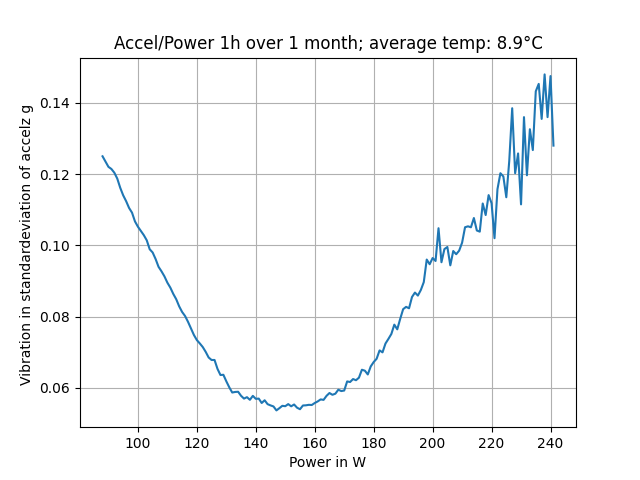 Accel/Power 1h over 1 month; average temp: 8.9°C
Vibration in standardeviation of accelz g
0.14
0.12
0.10
0.08
0.06
100 120 140 160 180 200 220 240
Power in W